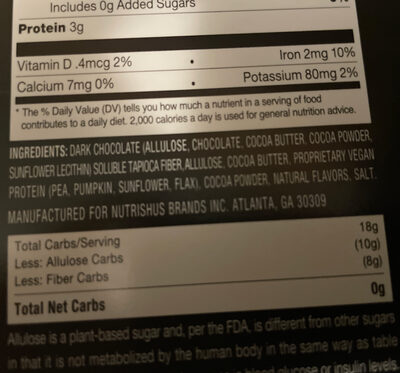 Includes 0g Added Sugars
Protein 3g
Vitamin D .4mcg 2% • Iron 2mg 10%
Calcium 7mg 0% • Potassium 80mg 2%
* The % Daily Value (DV) tells you how much a nutrient in a serving of food
contributes to a daily diet. 2,000 calories a day is used for general nutrition advice.
INGREDIENTS: DARK CHOCOLATE (ALLULOSE, CHOCOLATE, COCOA BUTTER, COCOA POWDER,
SUNFLOWER LECITHIN) SOLUBLE TAPIOCA FIBER, ALLULOSE, COCOA BUTTER, PROPRIETARY VEGAN
PROTEIN (PEA, PUMPKIN, SUNFLOWER, FLAX), COCOA POWDER, NATURAL FLAVORS, SALT.
MANUFACTURED FOR NUTRISHUS BRANDS INC. ATLANTA, GA 30309
Total Carbs/Serving 18g
Less: Allulose Carbs (10g)
Less: Fiber Carbs (8g)
Total Net Carbs 0g
Allulose is a plant-based sugar and, per the FDA, is different from other sugars
in that it is not metabolized by the human body in the same way as table
glucose or insulin levels